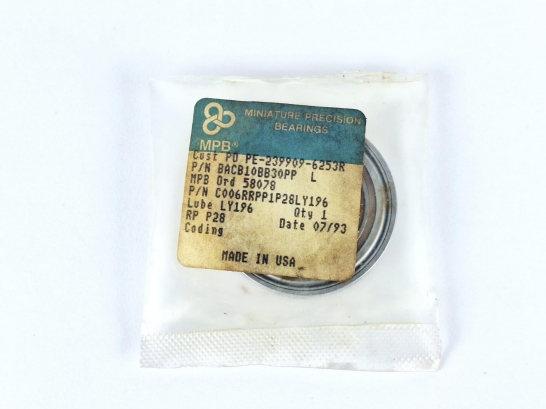 MINIATURE PRECISION
BEARINGS
MPB®
Cust PO PE-239909-6253R
P/N BACB10BB30PP L
MPB Ord 58078
P/N C006RRPP1P28LY196
Lube LY196 Qty 1
RP P28 Date 07/93
Coding
MADE IN USA